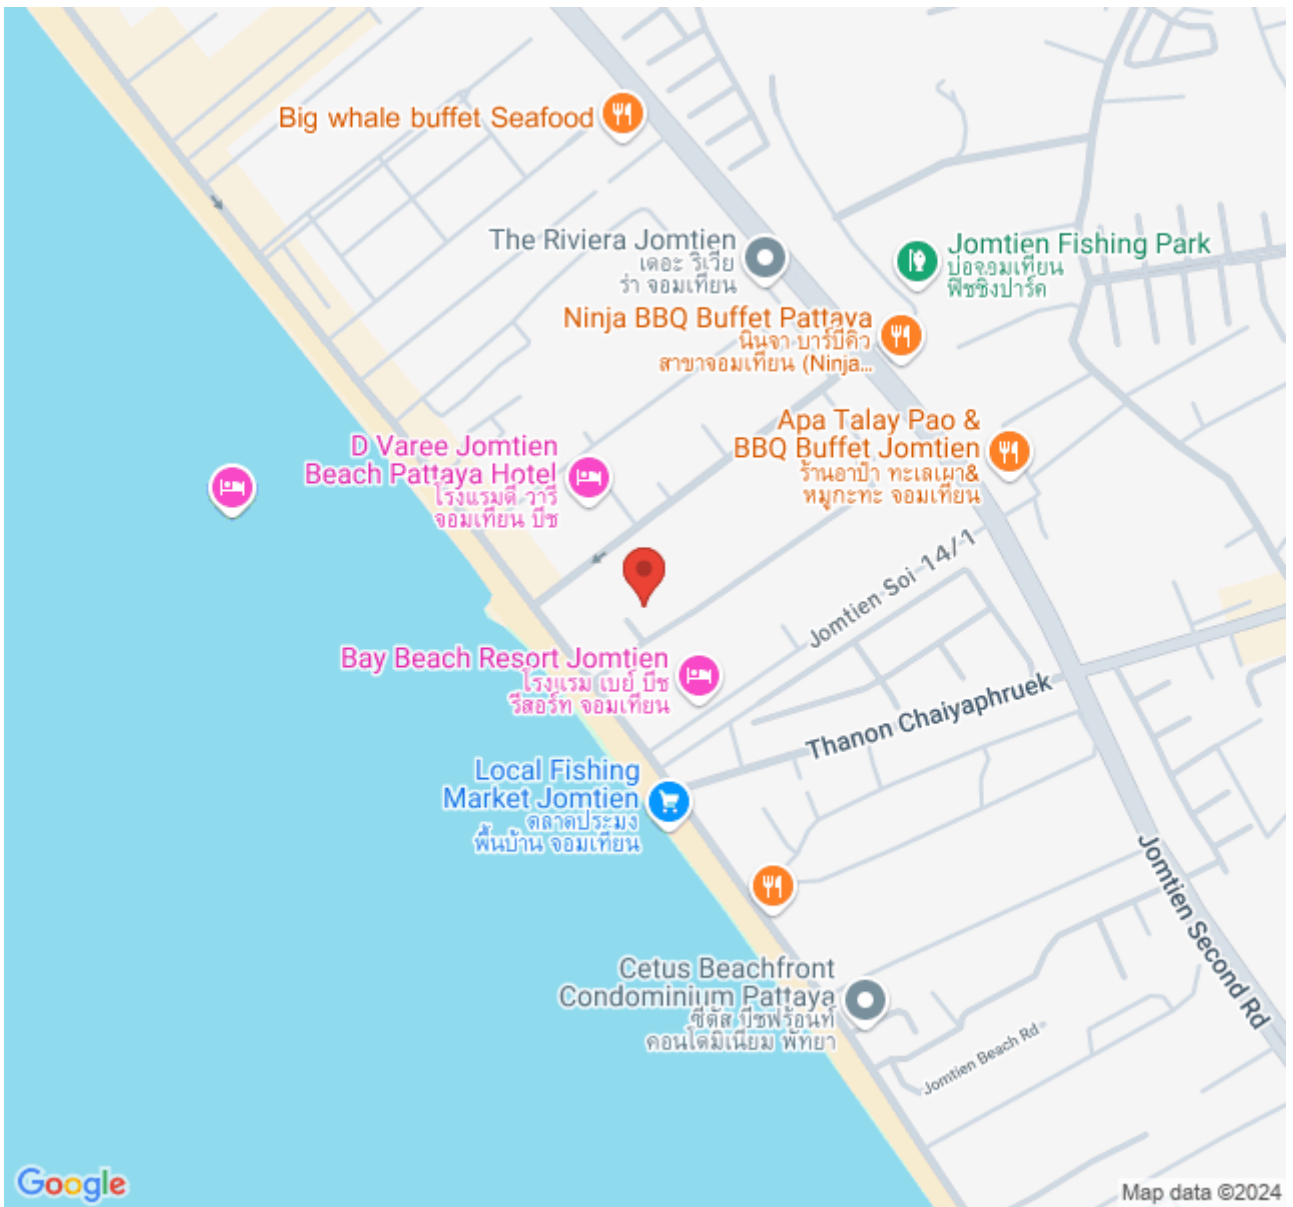 Big whale buffet Seafood
The Riviera Jomtien
เดอะ ริเวีย
ร่า จอมเทียน
Jomtien Fishing Park
บ่อจอมเทียน
ฟิชชิ่งปาร์ค
Ninja BBQ Buffet Pattaya
นินจา บาร์บีคิว
สาขาจอมเทียน (Ninja...
Apa Talay Pao &
BBQ Buffet Jomtien
ร้านอาป๋า ทะเลเผา&
หมูกะทะ จอมเทียน
D Varee Jomtien
Beach Pattaya Hotel
โรงแรมดี วารี
จอมเทียน บีช
Jomtien Soi 14/1
Bay Beach Resort Jomtien
โรงแรม เบย์ บีช
รีสอร์ท จอมเทียน
Thanon Chaiyaphruek
Local Fishing
Market Jomtien
ตลาดประมง
พื้นบ้าน จอมเทียน
Jomtien Second Rd
Cetus Beachfront
Condominium Pattaya
ซีตัส บีชฟร้อนท์
คอนโดมิเนียม พัทยา
Jomtien Beach Rd
Google
Map data ©2024